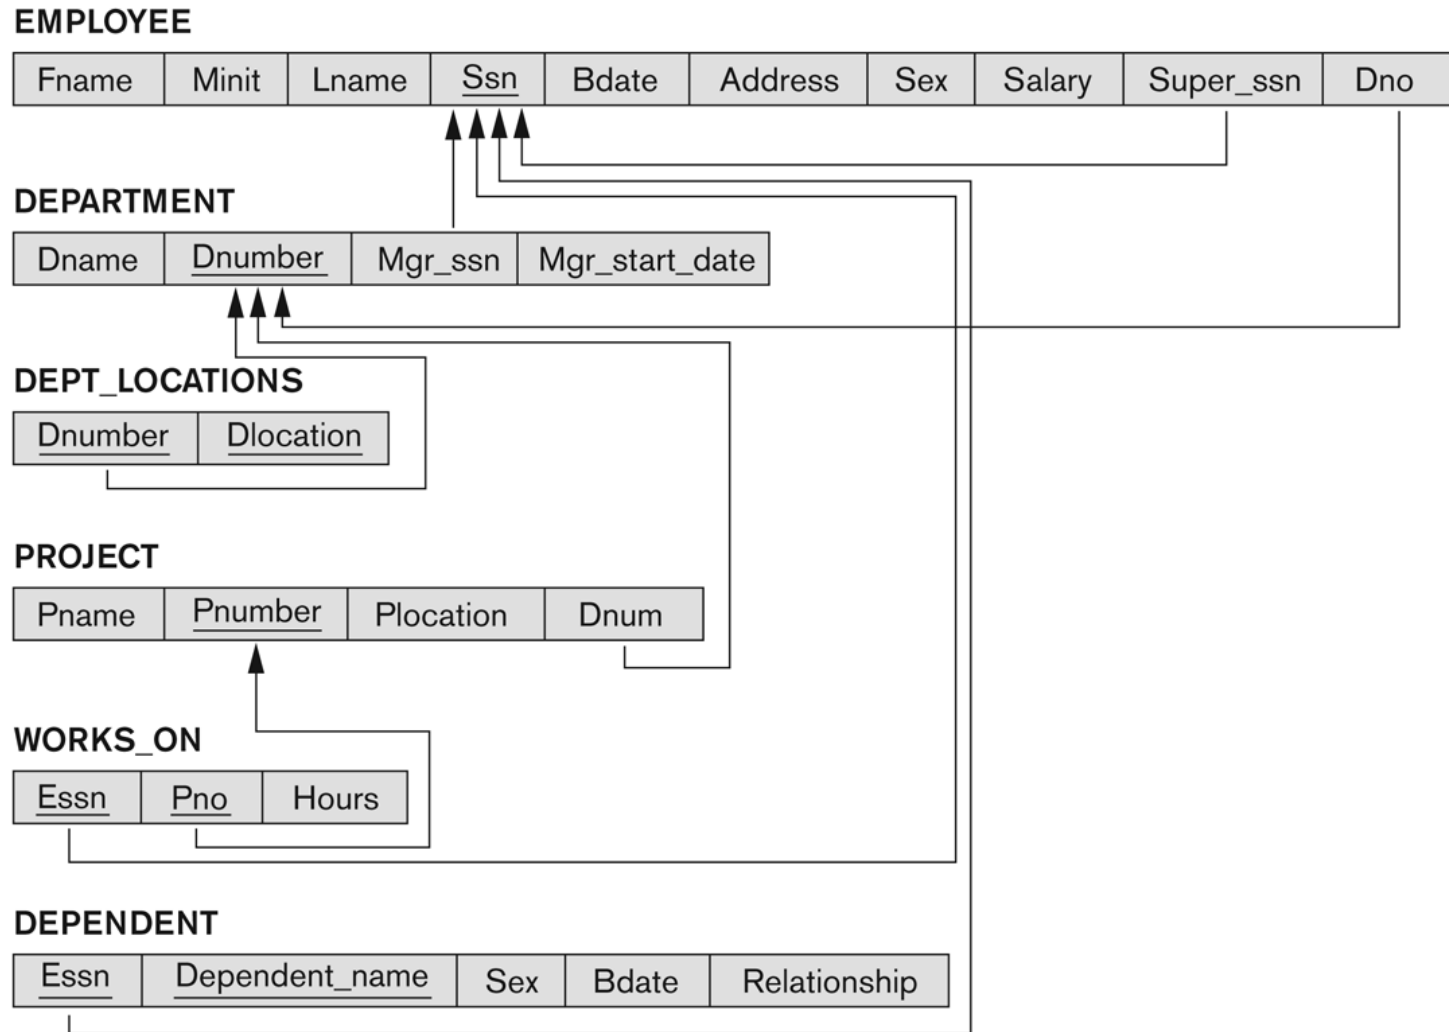 EMPLOYEE
Fname Minit Lname Ssn Bdate Address Sex Salary Super_ssn Dno
DEPARTMENT
Dname Dnumber Mgr_ssn Mgr_start_date
DEPT_LOCATIONS
Dnumber Dlocation
PROJECT
Pname Pnumber Plocation Dnum
WORKS_ON
Essn Pno Hours
DEPENDENT
Essn Dependent_name Sex Bdate Relationship